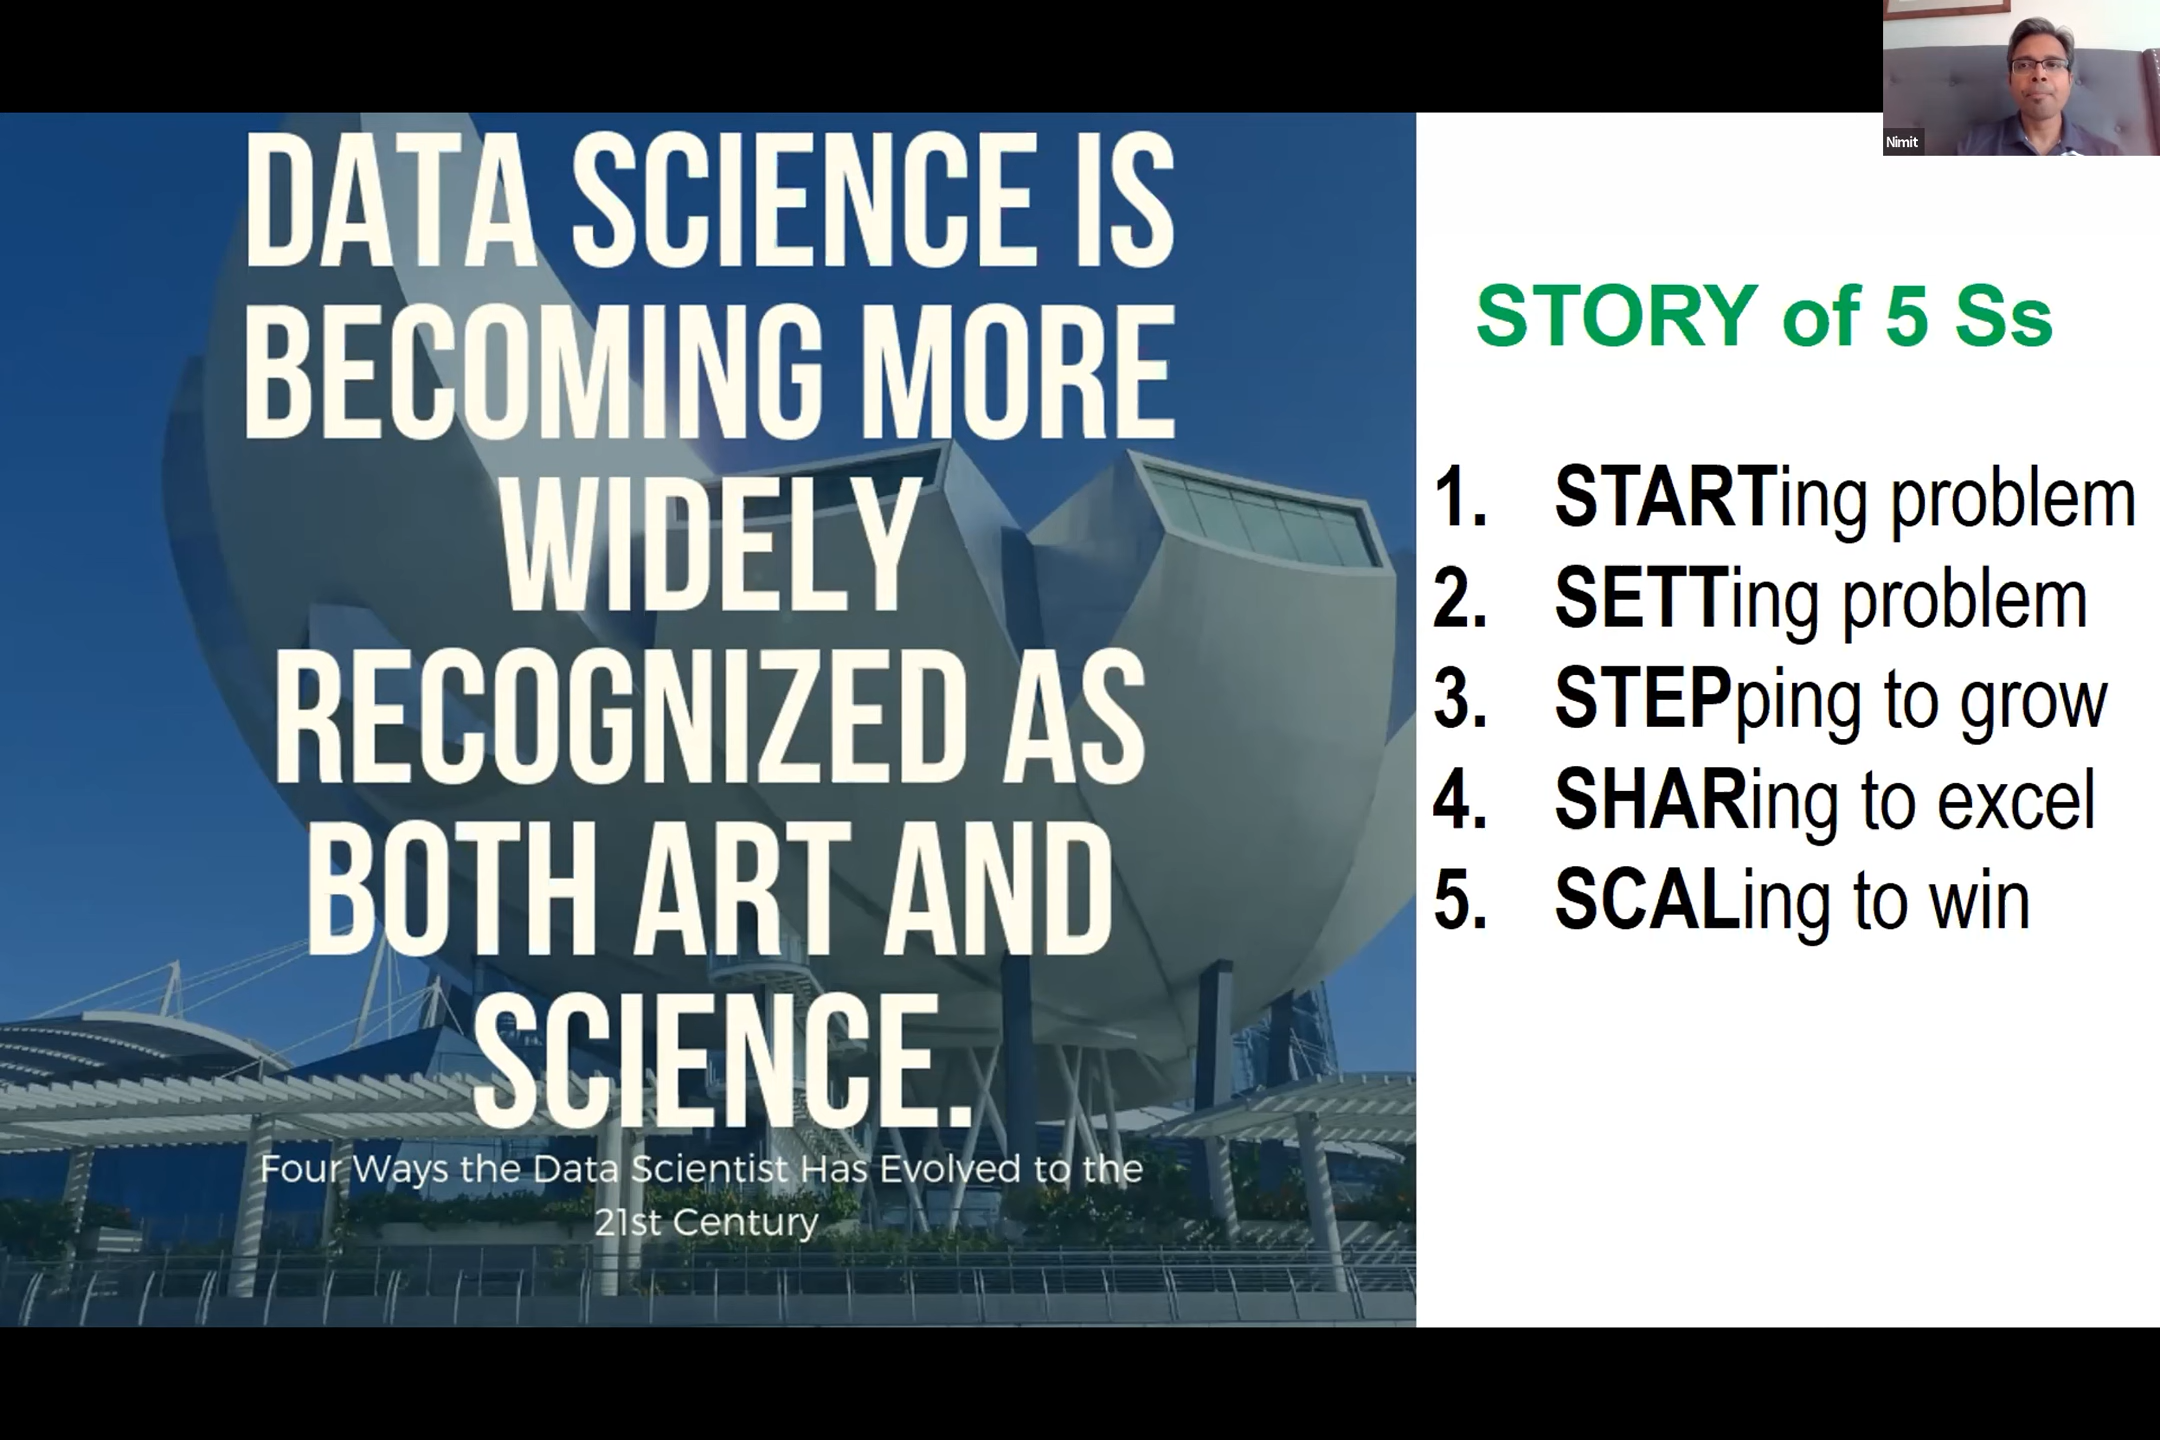 DATA SCIENCE IS
BECOMING MORE
WIDELY
RECOGNIZED AS
BOTH ART AND
SCIENCE.
Four Ways the Data Scientist Has Evolved to the
21st Century
Nimit
STORY of 5 Ss
1. STARTing problem
2. SETTing problem
3. STEPping to grow
4. SHARing to excel
5. SCALing to win